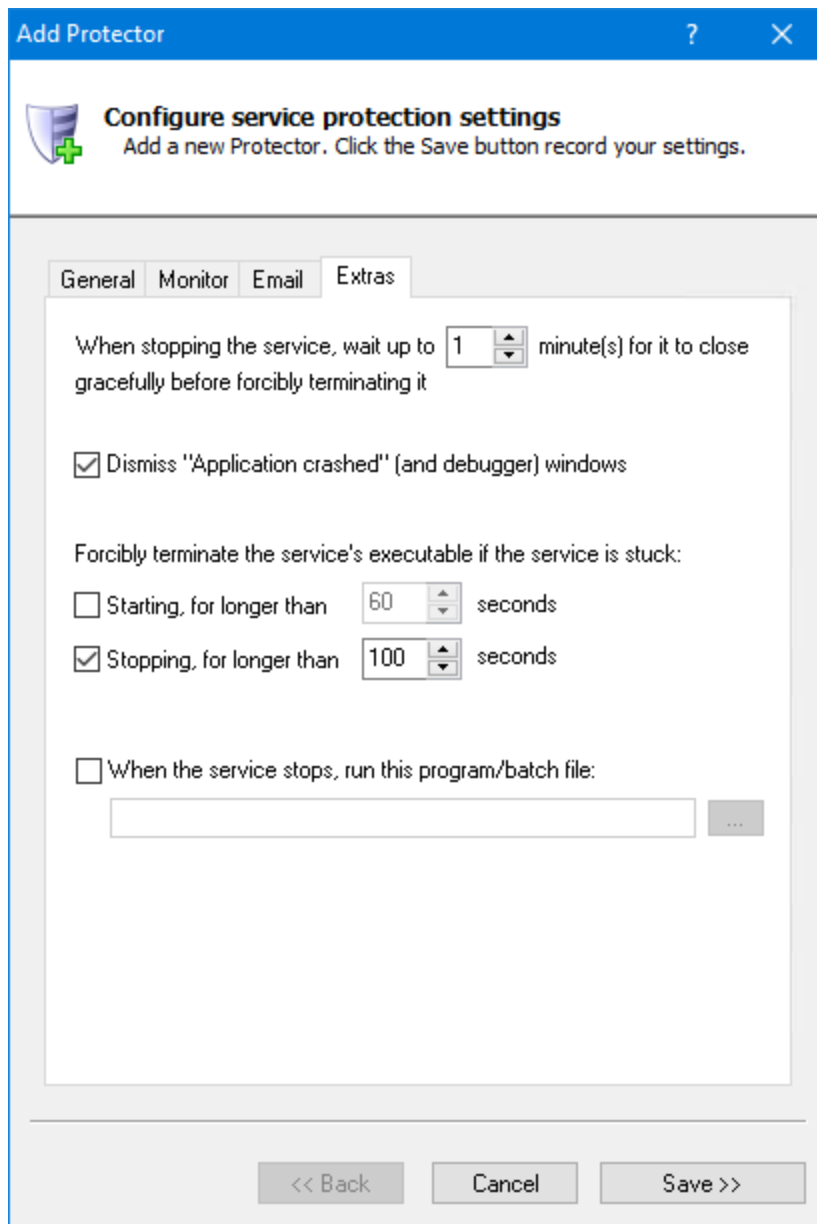 Add Protector ?
Configure service protection settings
Add a new Protector. Click the Save button record your settings.
General Monitor Email Extras
When stopping the service, wait up to 1 minute(s) for it to close
gracefully before forcibly terminating it
Dismiss "Application crashed" (and debugger) windows
Forcibly terminate the service's executable if the service is stuck:
Starting, for longer than 60 seconds
Stopping, for longer than 100 seconds
When the service stops, run this program/batch file:
...
<< Back Cancel Save >>